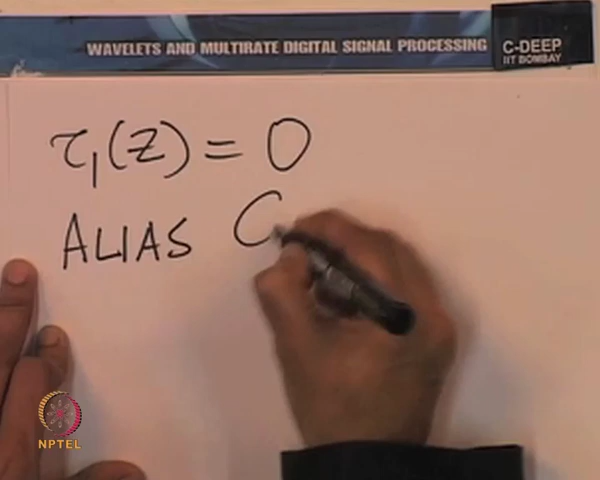 WAVELETS AND MULTIRATE DIGITAL SIGNAL PROCESSING
C-DEEP
IIT BOMBAY
τ₁(z) = 0
ALIAS C
NPTEL